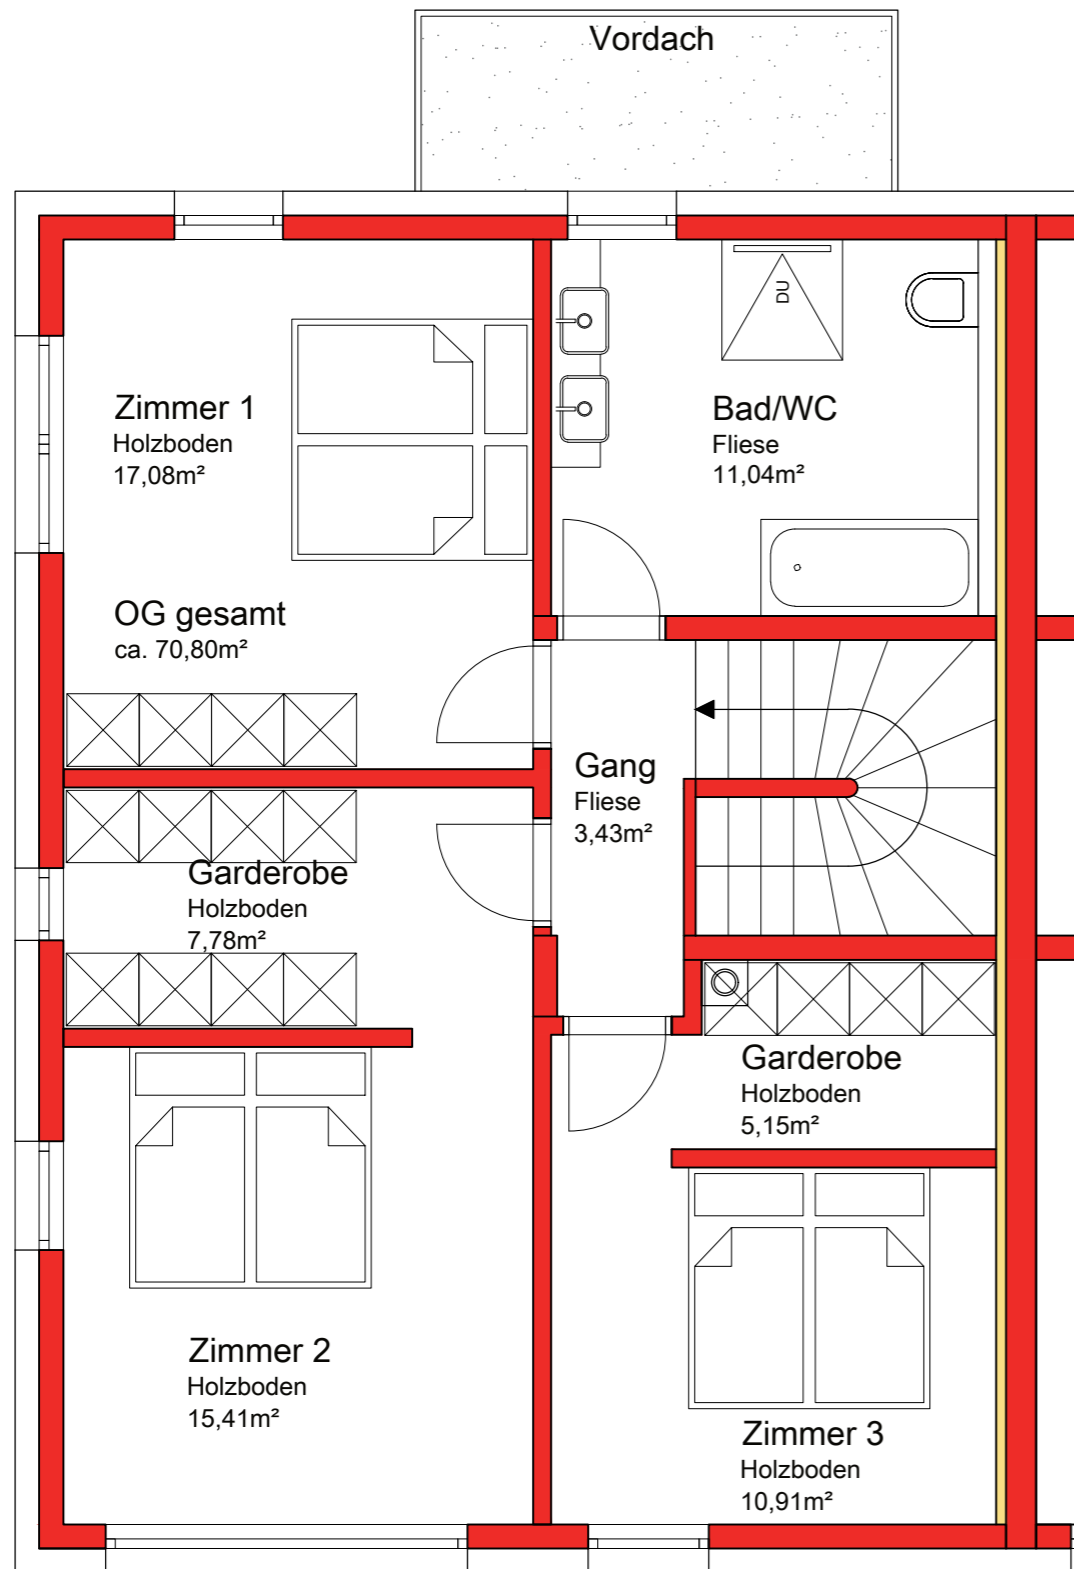 Vordach
DU
Zimmer 1
Holzboden
17,08m²
Bad/WC
Fliese
11,04m²
OG gesamt
ca. 70,80m²
Gang
Fliese
3,43m²
Garderobe
Holzboden
7,78m²
Garderobe
Holzboden
5,15m²
Zimmer 2
Holzboden
15,41m²
Zimmer 3
Holzboden
10,91m²